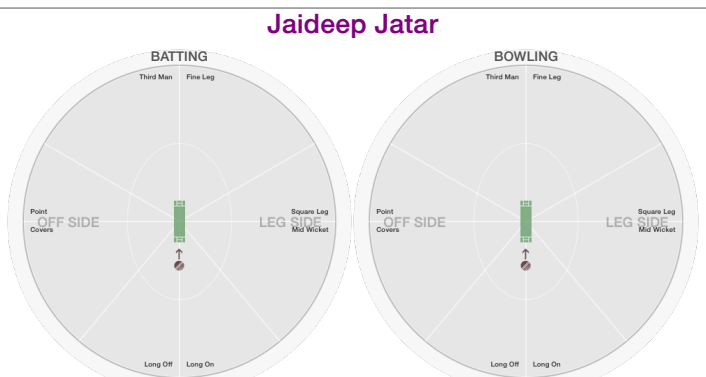 Jaideep Jatar
BATTING
Third Man
Fine Leg
Point
OFF SIDE
Covers
Square Leg
LEG SIDE
Mid Wicket
Long Off
Long On
BOWLING
Third Man
Fine Leg
Point
OFF SIDE
Covers
Square Leg
LEG SIDE
Mid Wicket
Long Off
Long On